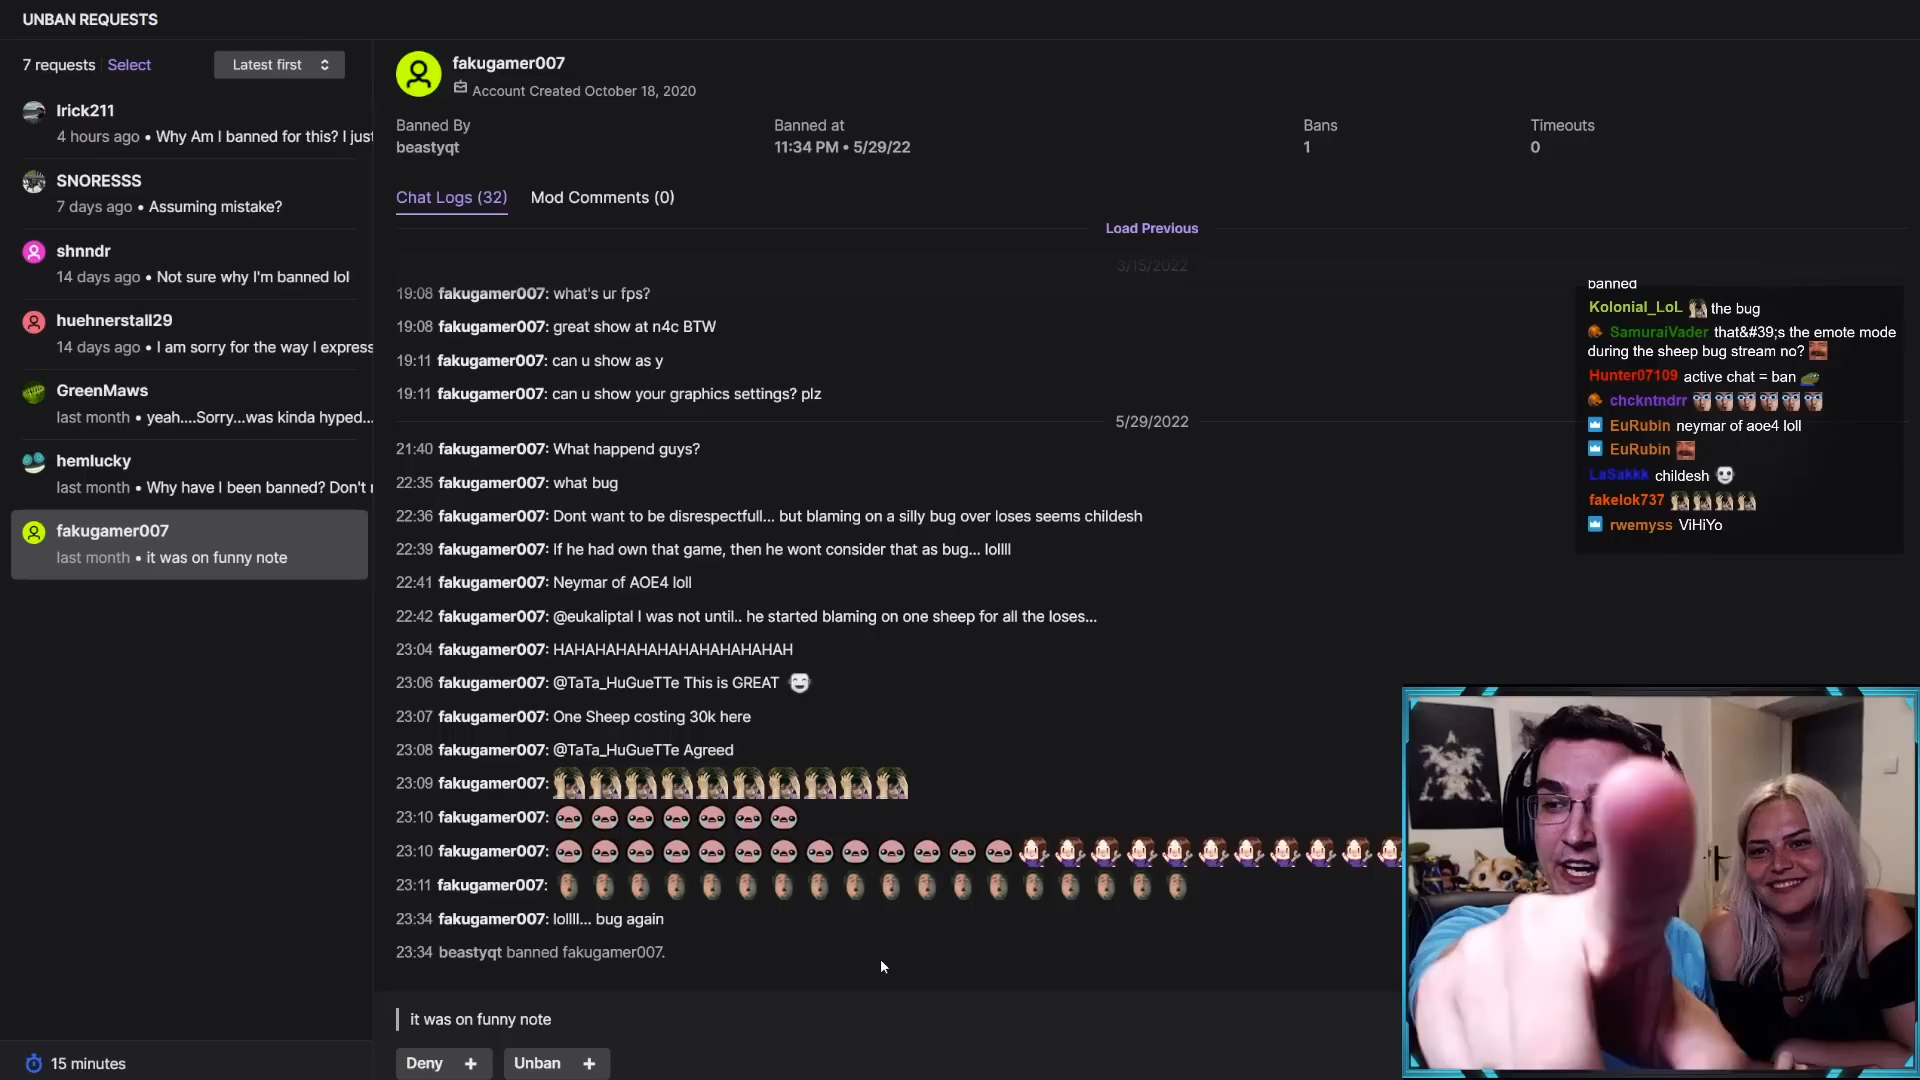 UNBAN REQUESTS
7 requests Select Latest first
Irick211
4 hours ago • Why Am I banned for this? I just
SNORESSS
7 days ago • Assuming mistake?
shnndr
14 days ago • Not sure why I'm banned lol
huehnerstall29
14 days ago • I am sorry for the way I express
GreenMaws
last month • yeah....Sorry...was kinda hyped...
hemlucky
last month • Why have I been banned? Don't
fakugamer007
last month • it was on funny note
15 minutes
fakugamer007
Account Created October 18, 2020
Banned By Banned at Bans Timeouts
beastyqt 11:34 PM • 5/29/22 1 0
Chat Logs (32) Mod Comments (0)
Load Previous
3/15/2022
19:08 fakugamer007: what's ur fps?
19:08 fakugamer007: great show at n4c BTW
19:11 fakugamer007: can u show as y
19:11 fakugamer007: can u show your graphics settings? plz
5/29/2022
21:40 fakugamer007: What happend guys?
22:35 fakugamer007: what bug
22:36 fakugamer007: Dont want to be disrespectfull... but blaming on a silly bug over loses seems childesh
22:39 fakugamer007: If he had own that game, then he wont consider that as bug... lollll
22:41 fakugamer007: Neymar of AOE4 loll
22:42 fakugamer007: @eukaliptal I was not until.. he started blaming on one sheep for all the loses...
23:04 fakugamer007: HAHAHAHAHAHAHAHAHAHAHAH
23:06 fakugamer007: @TaTa_HuGueTTe This is GREAT
23:07 fakugamer007: One Sheep costing 30k here
23:08 fakugamer007: @TaTa_HuGueTTe Agreed
23:09 fakugamer007:
23:10 fakugamer007:
23:10 fakugamer007:
23:11 fakugamer007:
23:34 fakugamer007: lollll... bug again
23:34 beastyqt banned fakugamer007.
it was on funny note
Deny + Unban +
banned
Kolonial_LoL the bug
SamuraiVader that&#39;s the emote mode
during the sheep bug stream no?
Hunter07109 active chat = ban
chckntndrr
EuRubin neymar of aoe4 loll
EuRubin
LaSakkk childesh
fakelok737
rwemyss ViHiYo